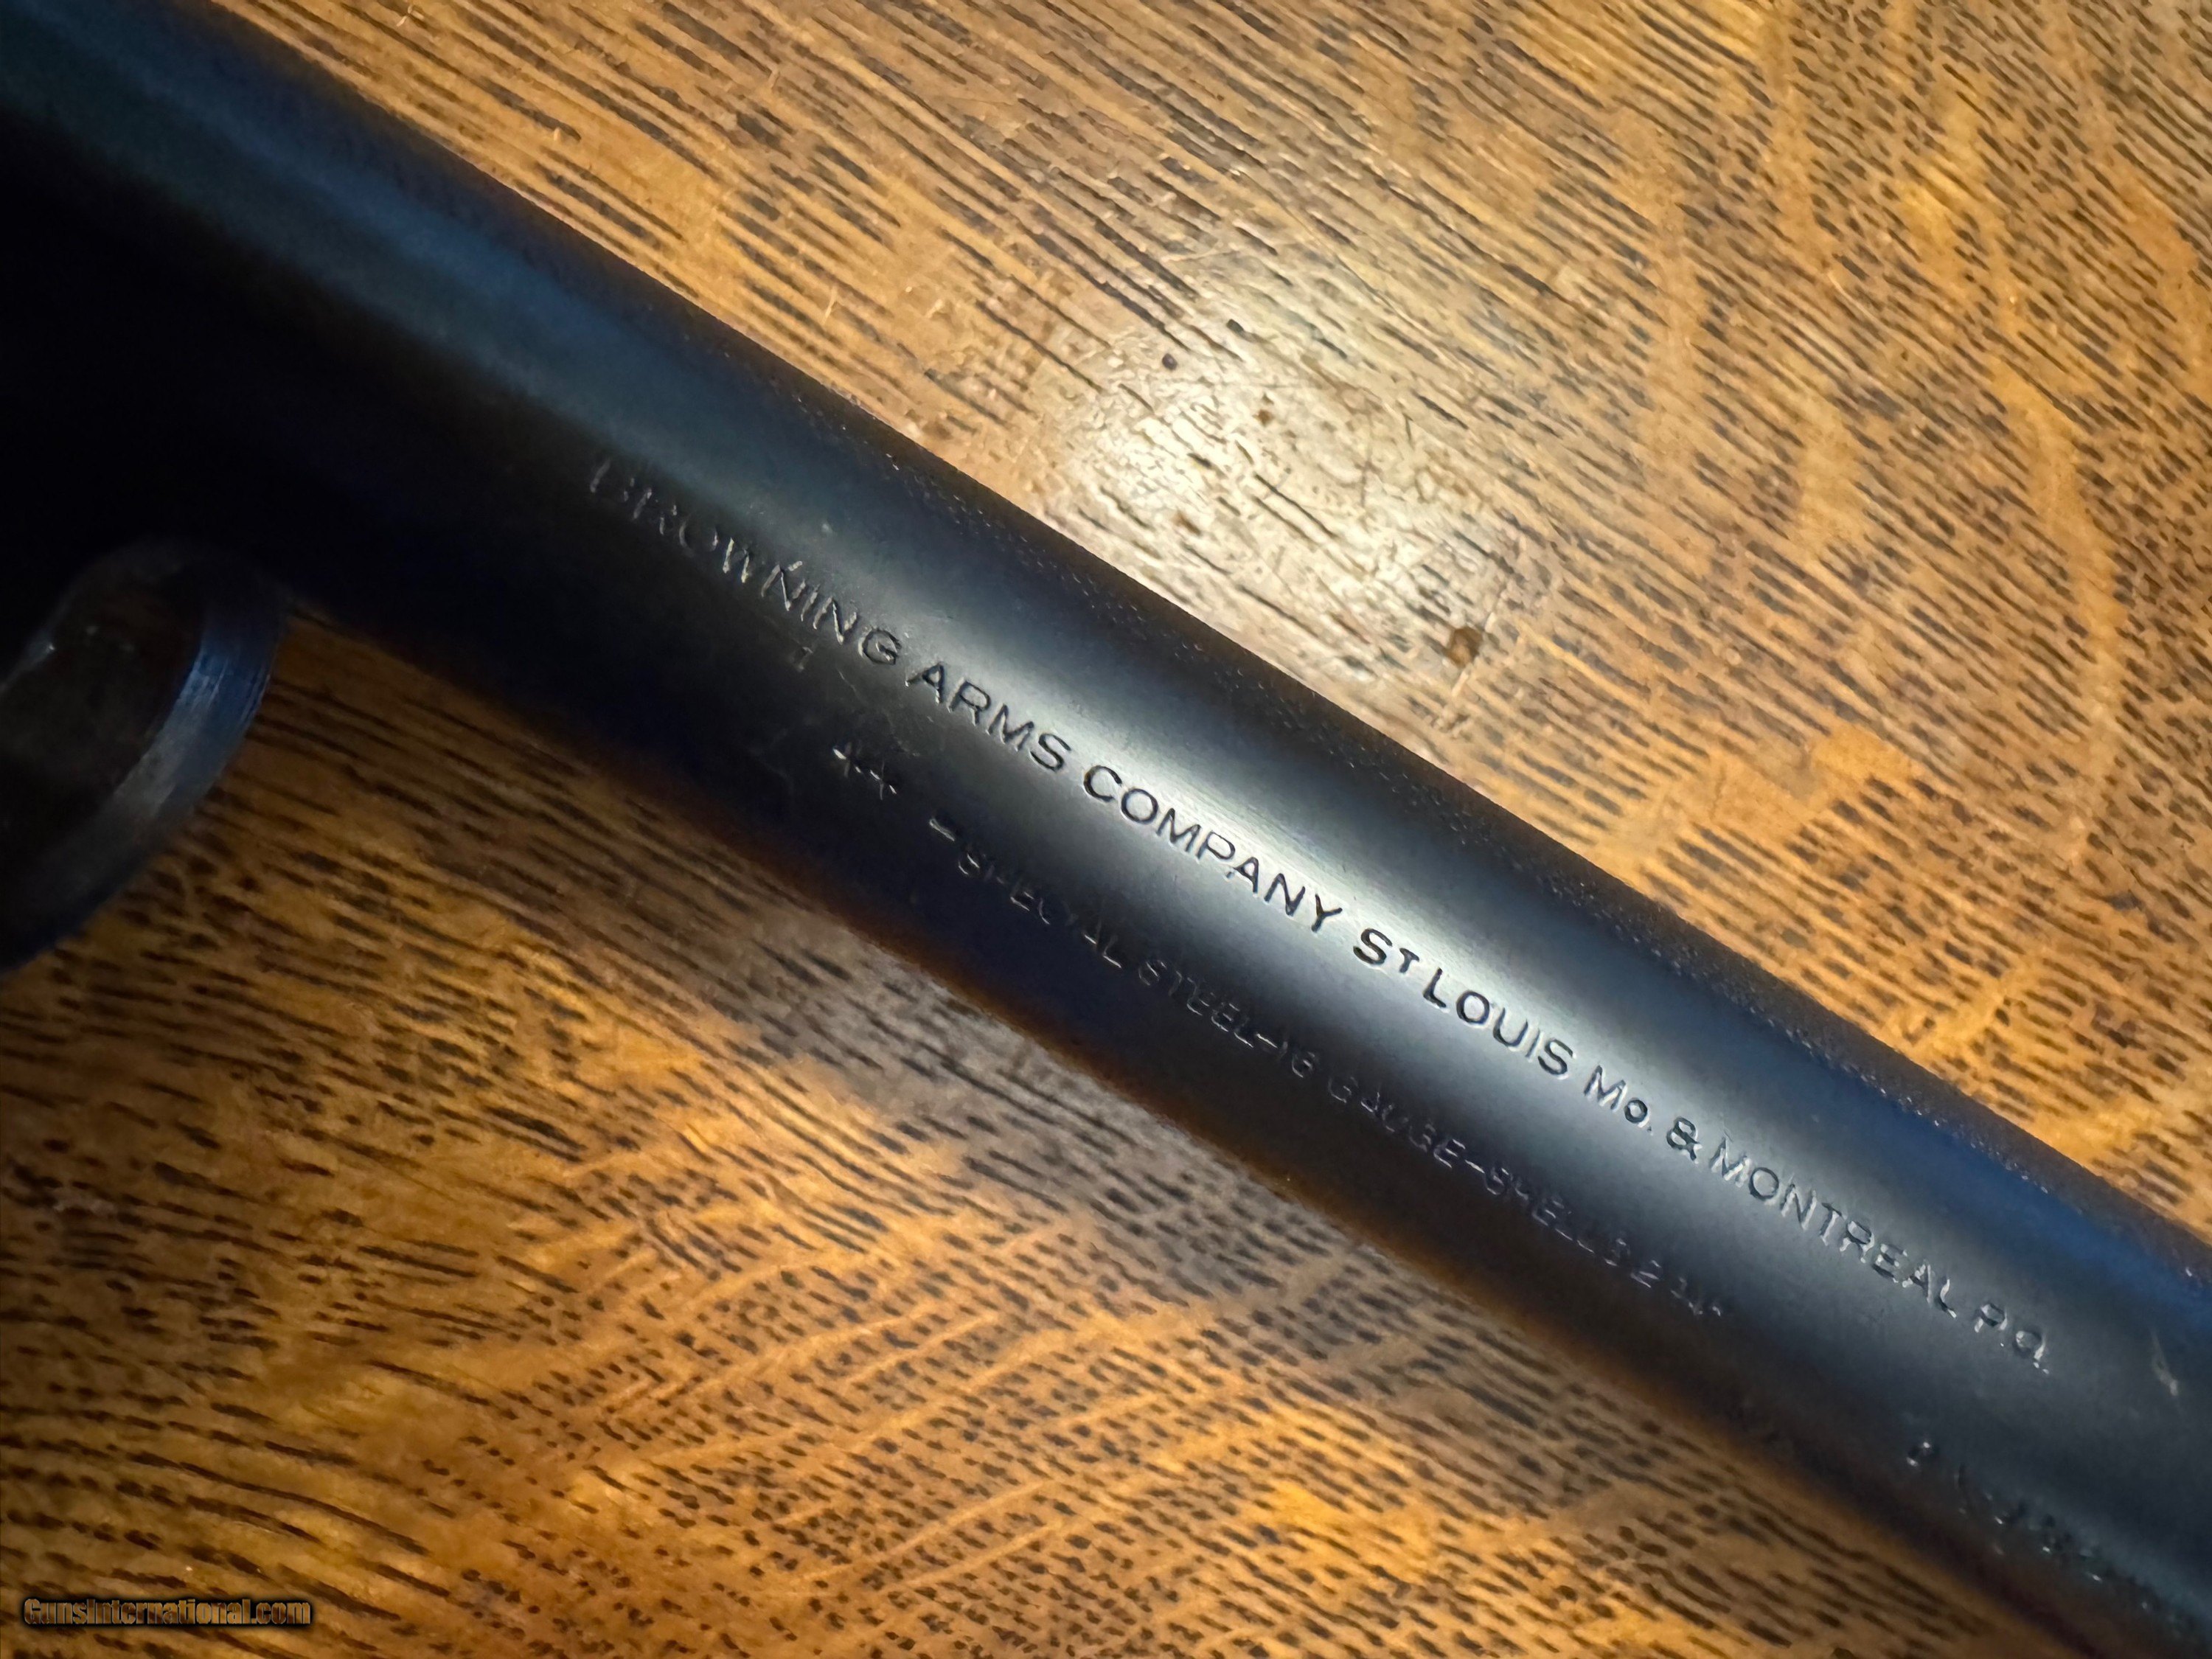 BROWNING ARMS COMPANY ST LOUIS Mo. & MONTREAL P.Q.
** -SPECIAL STEEL-16 GAUGE-SHELLS 2 3/4"
GunsInternational.com